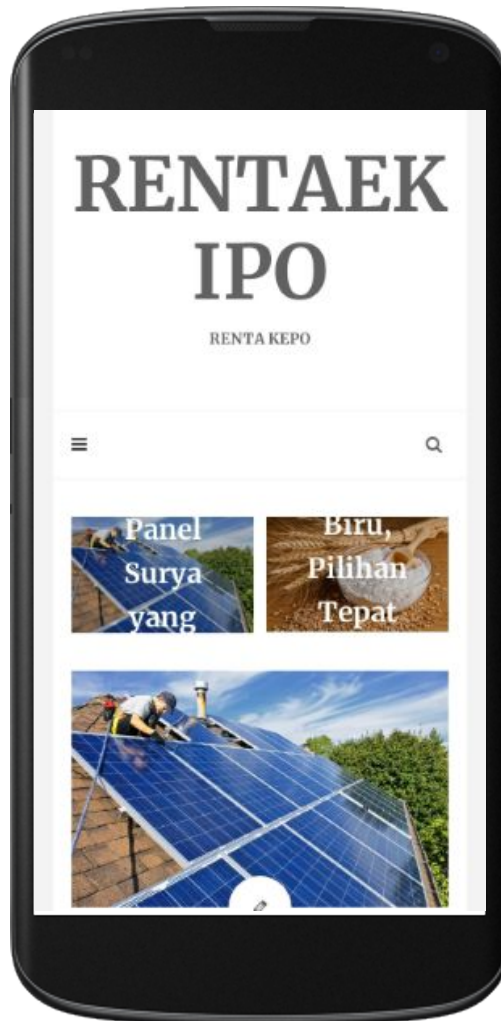 RENTAEK
IPO
RENTA KEPO
Panel
Surya
yang
Biru,
Pilihan
Tepat